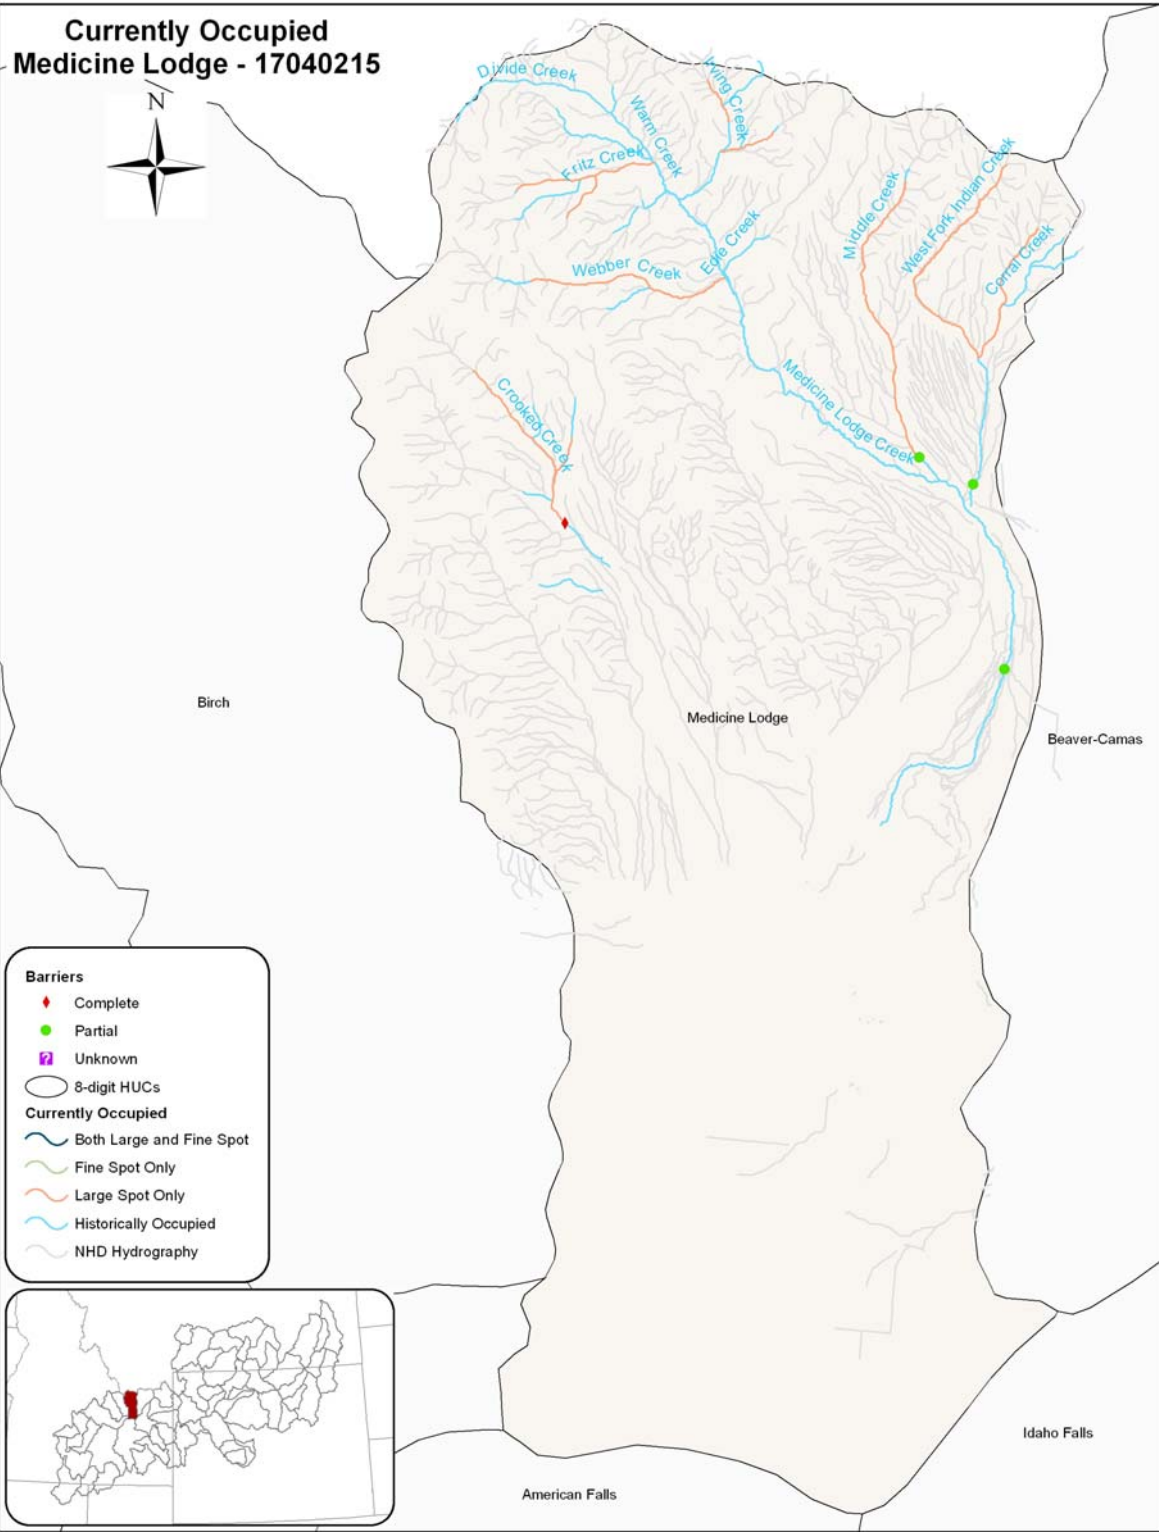 Currently Occupied
Medicine Lodge - 17040215
N
Divide Creek
Irving Creek
Warm Creek
Fritz Creek
Middle Creek
West Fork Indian Creek
Edie Creek
Corral Creek
Webber Creek
Medicine Lodge Creek
Crooked Creek
Birch
Medicine Lodge
Beaver-Camas
Barriers
Complete
Partial
?
Unknown
8-digit HUCs
Currently Occupied
Both Large and Fine Spot
Fine Spot Only
Large Spot Only
Historically Occupied
NHD Hydrography
Idaho Falls
American Falls